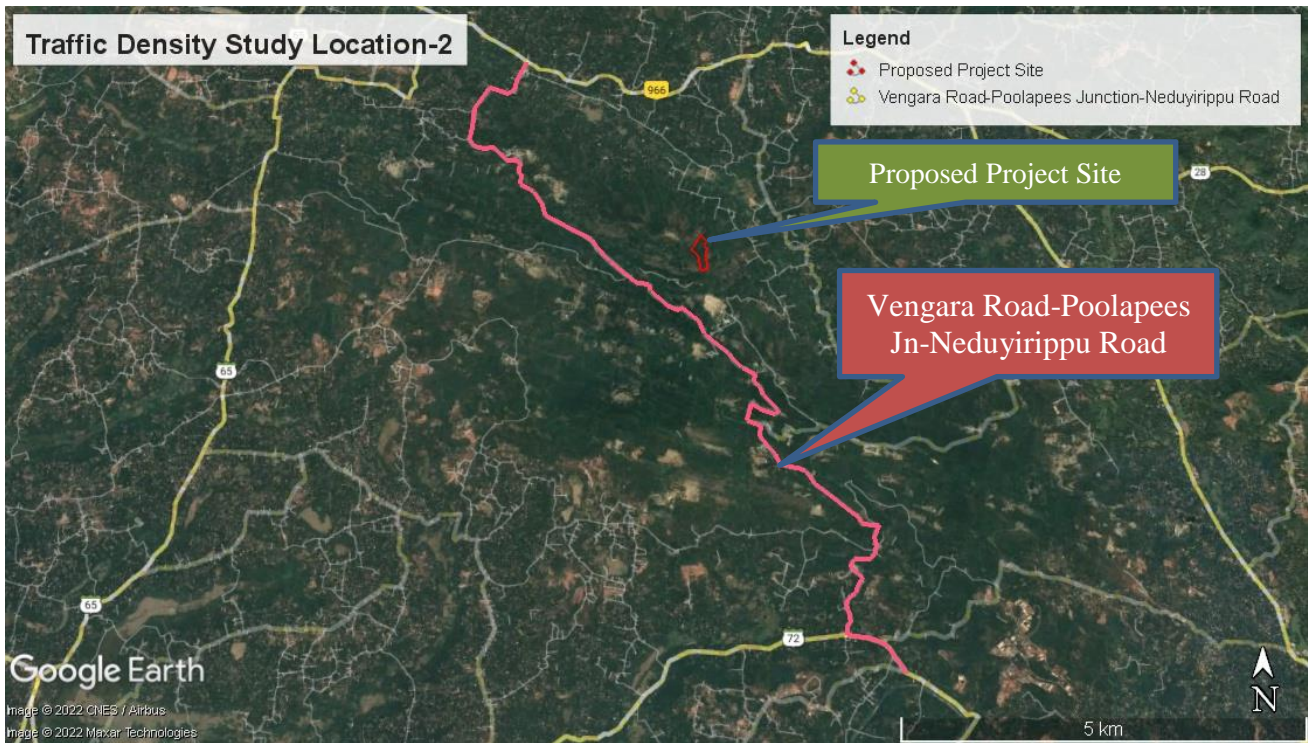 Traffic Density Study Location-2
Legend
Proposed Project Site
Vengara Road-Poolapees Junction-Neduyirippu Road
966
28
Proposed Project Site
Vengara Road-Poolapees
Jn-Neduyirippu Road
65
65
72
Google Earth
Image © 2022 CNES / Airbus
Image © 2022 Maxar Technologies
N
5 km